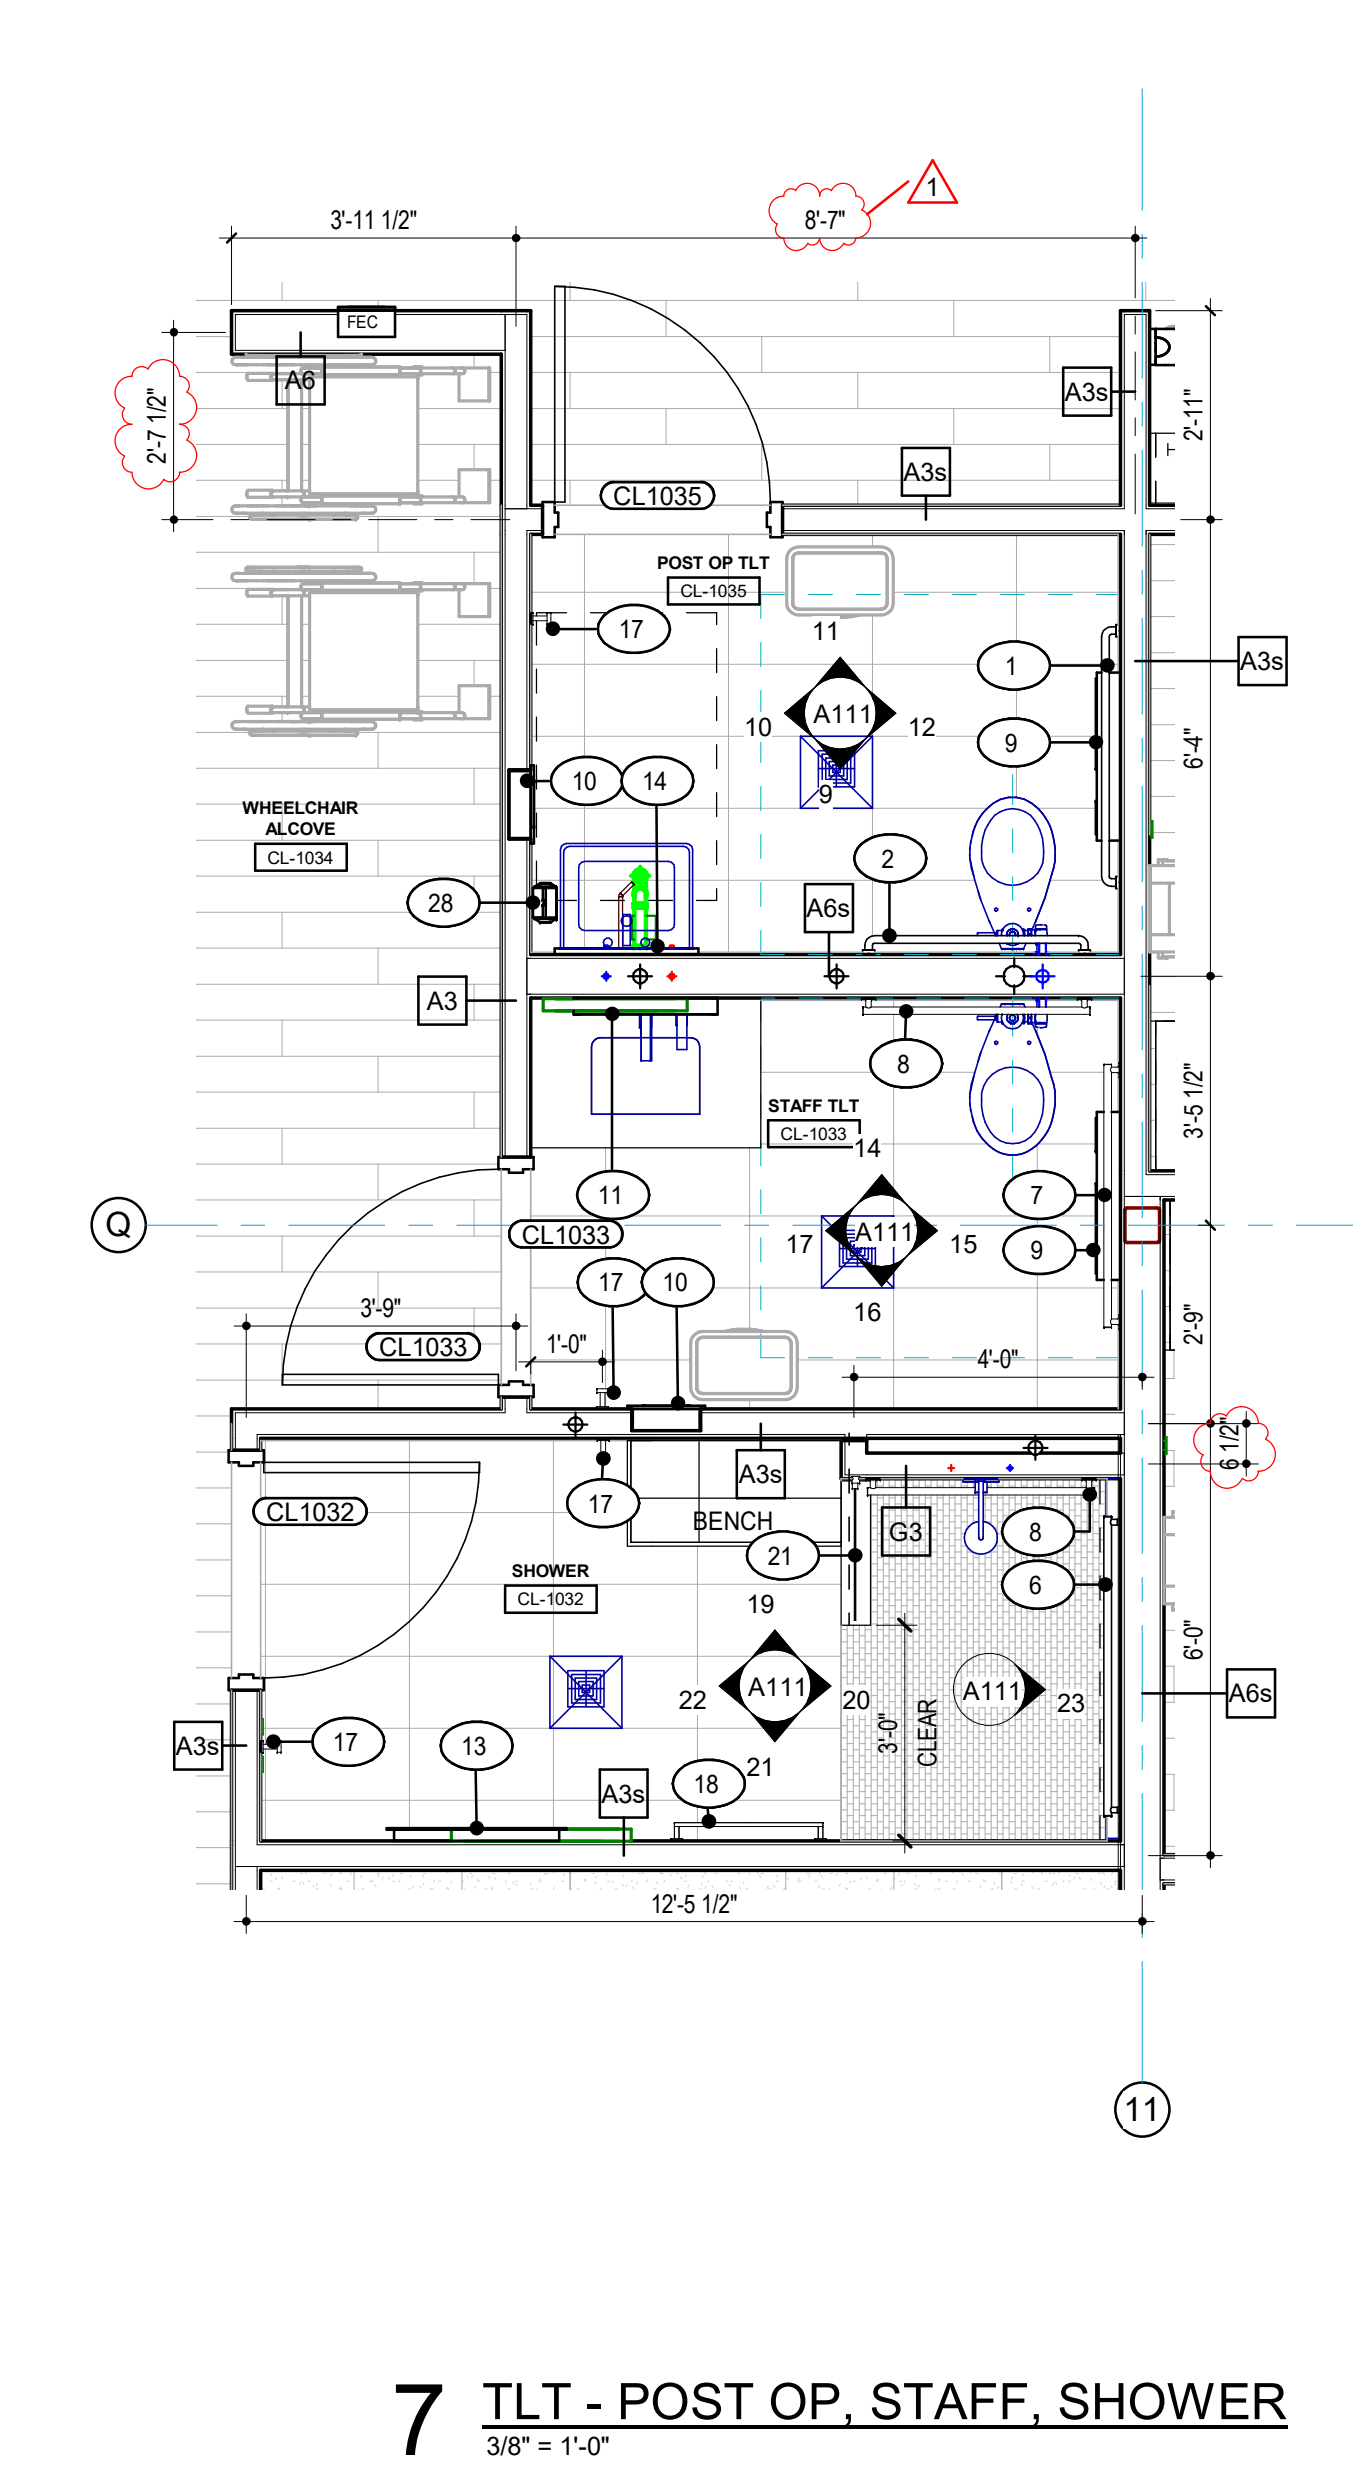 1
3'-11 1/2"
8'-7"
FEC
A6
A3s
2'-7 1/2"
2'-11"
A3s
CL1035
POST OP TLT
CL-1035
17
11
1
A3s
10
A111
12
9
9
6'-4"
10
14
WHEELCHAIR
ALCOVE
CL-1034
2
28
A6s
A3
8
STAFF TLT
CL-1033
14
3'-5 1/2"
11
7
Q
CL1033
17
A111
15
9
17
10
16
3'-9"
CL1033
1'-0"
2'-9"
4'-0"
6 1/2"
A3s
17
CL1032
BENCH
G3
8
21
SHOWER
CL-1032
6
19
6'-0"
22
A111
20
A111
23
A6s
3'-0"
CLEAR
A3s
17
13
21
18
A3s
12'-5 1/2"
11
7
TLT - POST OP, STAFF, SHOWER
3/8" = 1'-0"